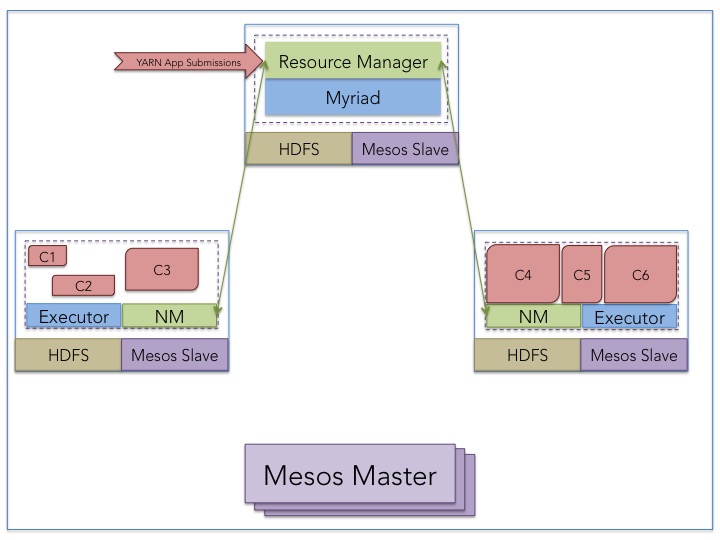 YARN App Submissions
Resource Manager
Myriad
HDFS
Mesos Slave
C1
C2
C3
Executor
NM
HDFS
Mesos Slave
C4
C5
C6
NM
Executor
HDFS
Mesos Slave
Mesos Master